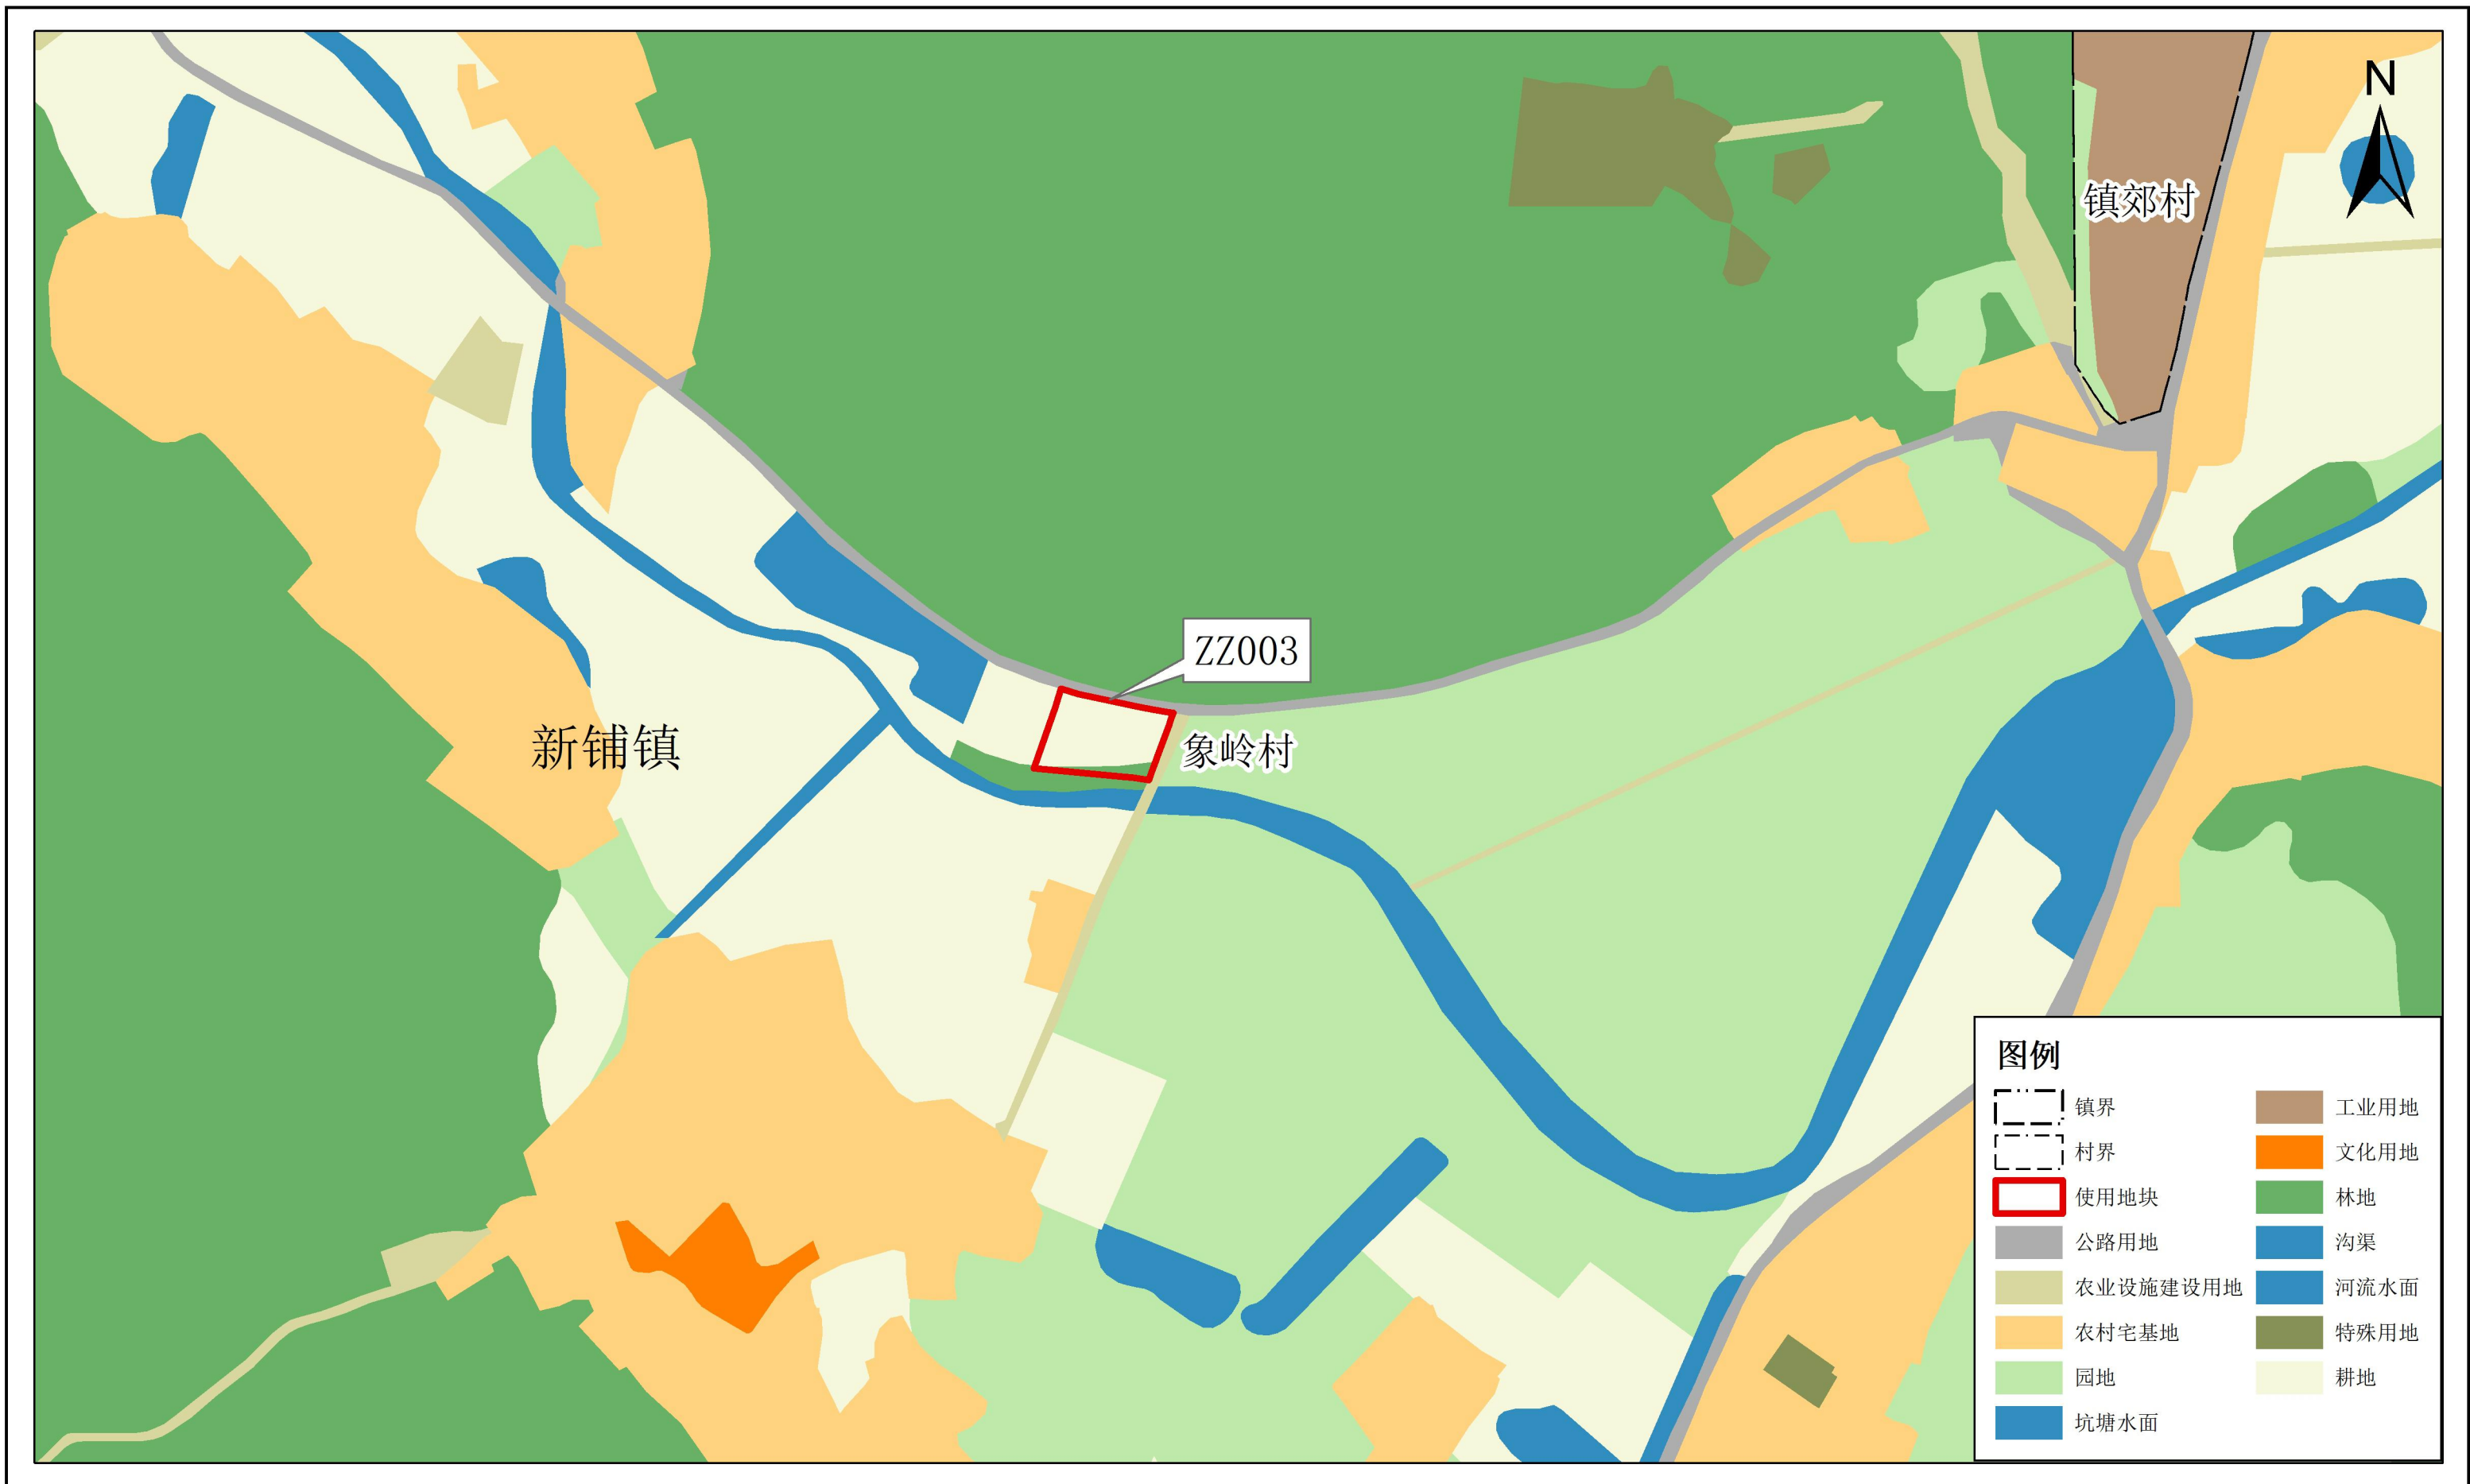 N
镇郊村
ZZ003
新铺镇
象岭村
图例
镇界
村界
使用地块
公路用地
农业设施建设用地
农村宅基地
园地
坑塘水面
工业用地
文化用地
林地
沟渠
河流水面
特殊用地
耕地